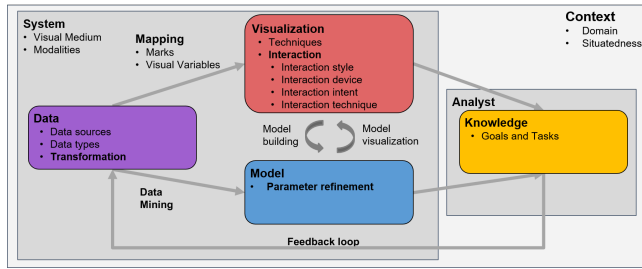 System
• Visual Medium
• Modalities
Mapping
• Marks
• Visual Variables
Visualization
• Techniques
• Interaction
• Interaction style
• Interaction device
• Interaction intent
• Interaction technique
Context
• Domain
• Situatedness
Data
• Data sources
• Data types
• Transformation
Model
building
Model
visualization
Analyst
Knowledge
• Goals and Tasks
Model
• Parameter refinement
Data
Mining
Feedback loop